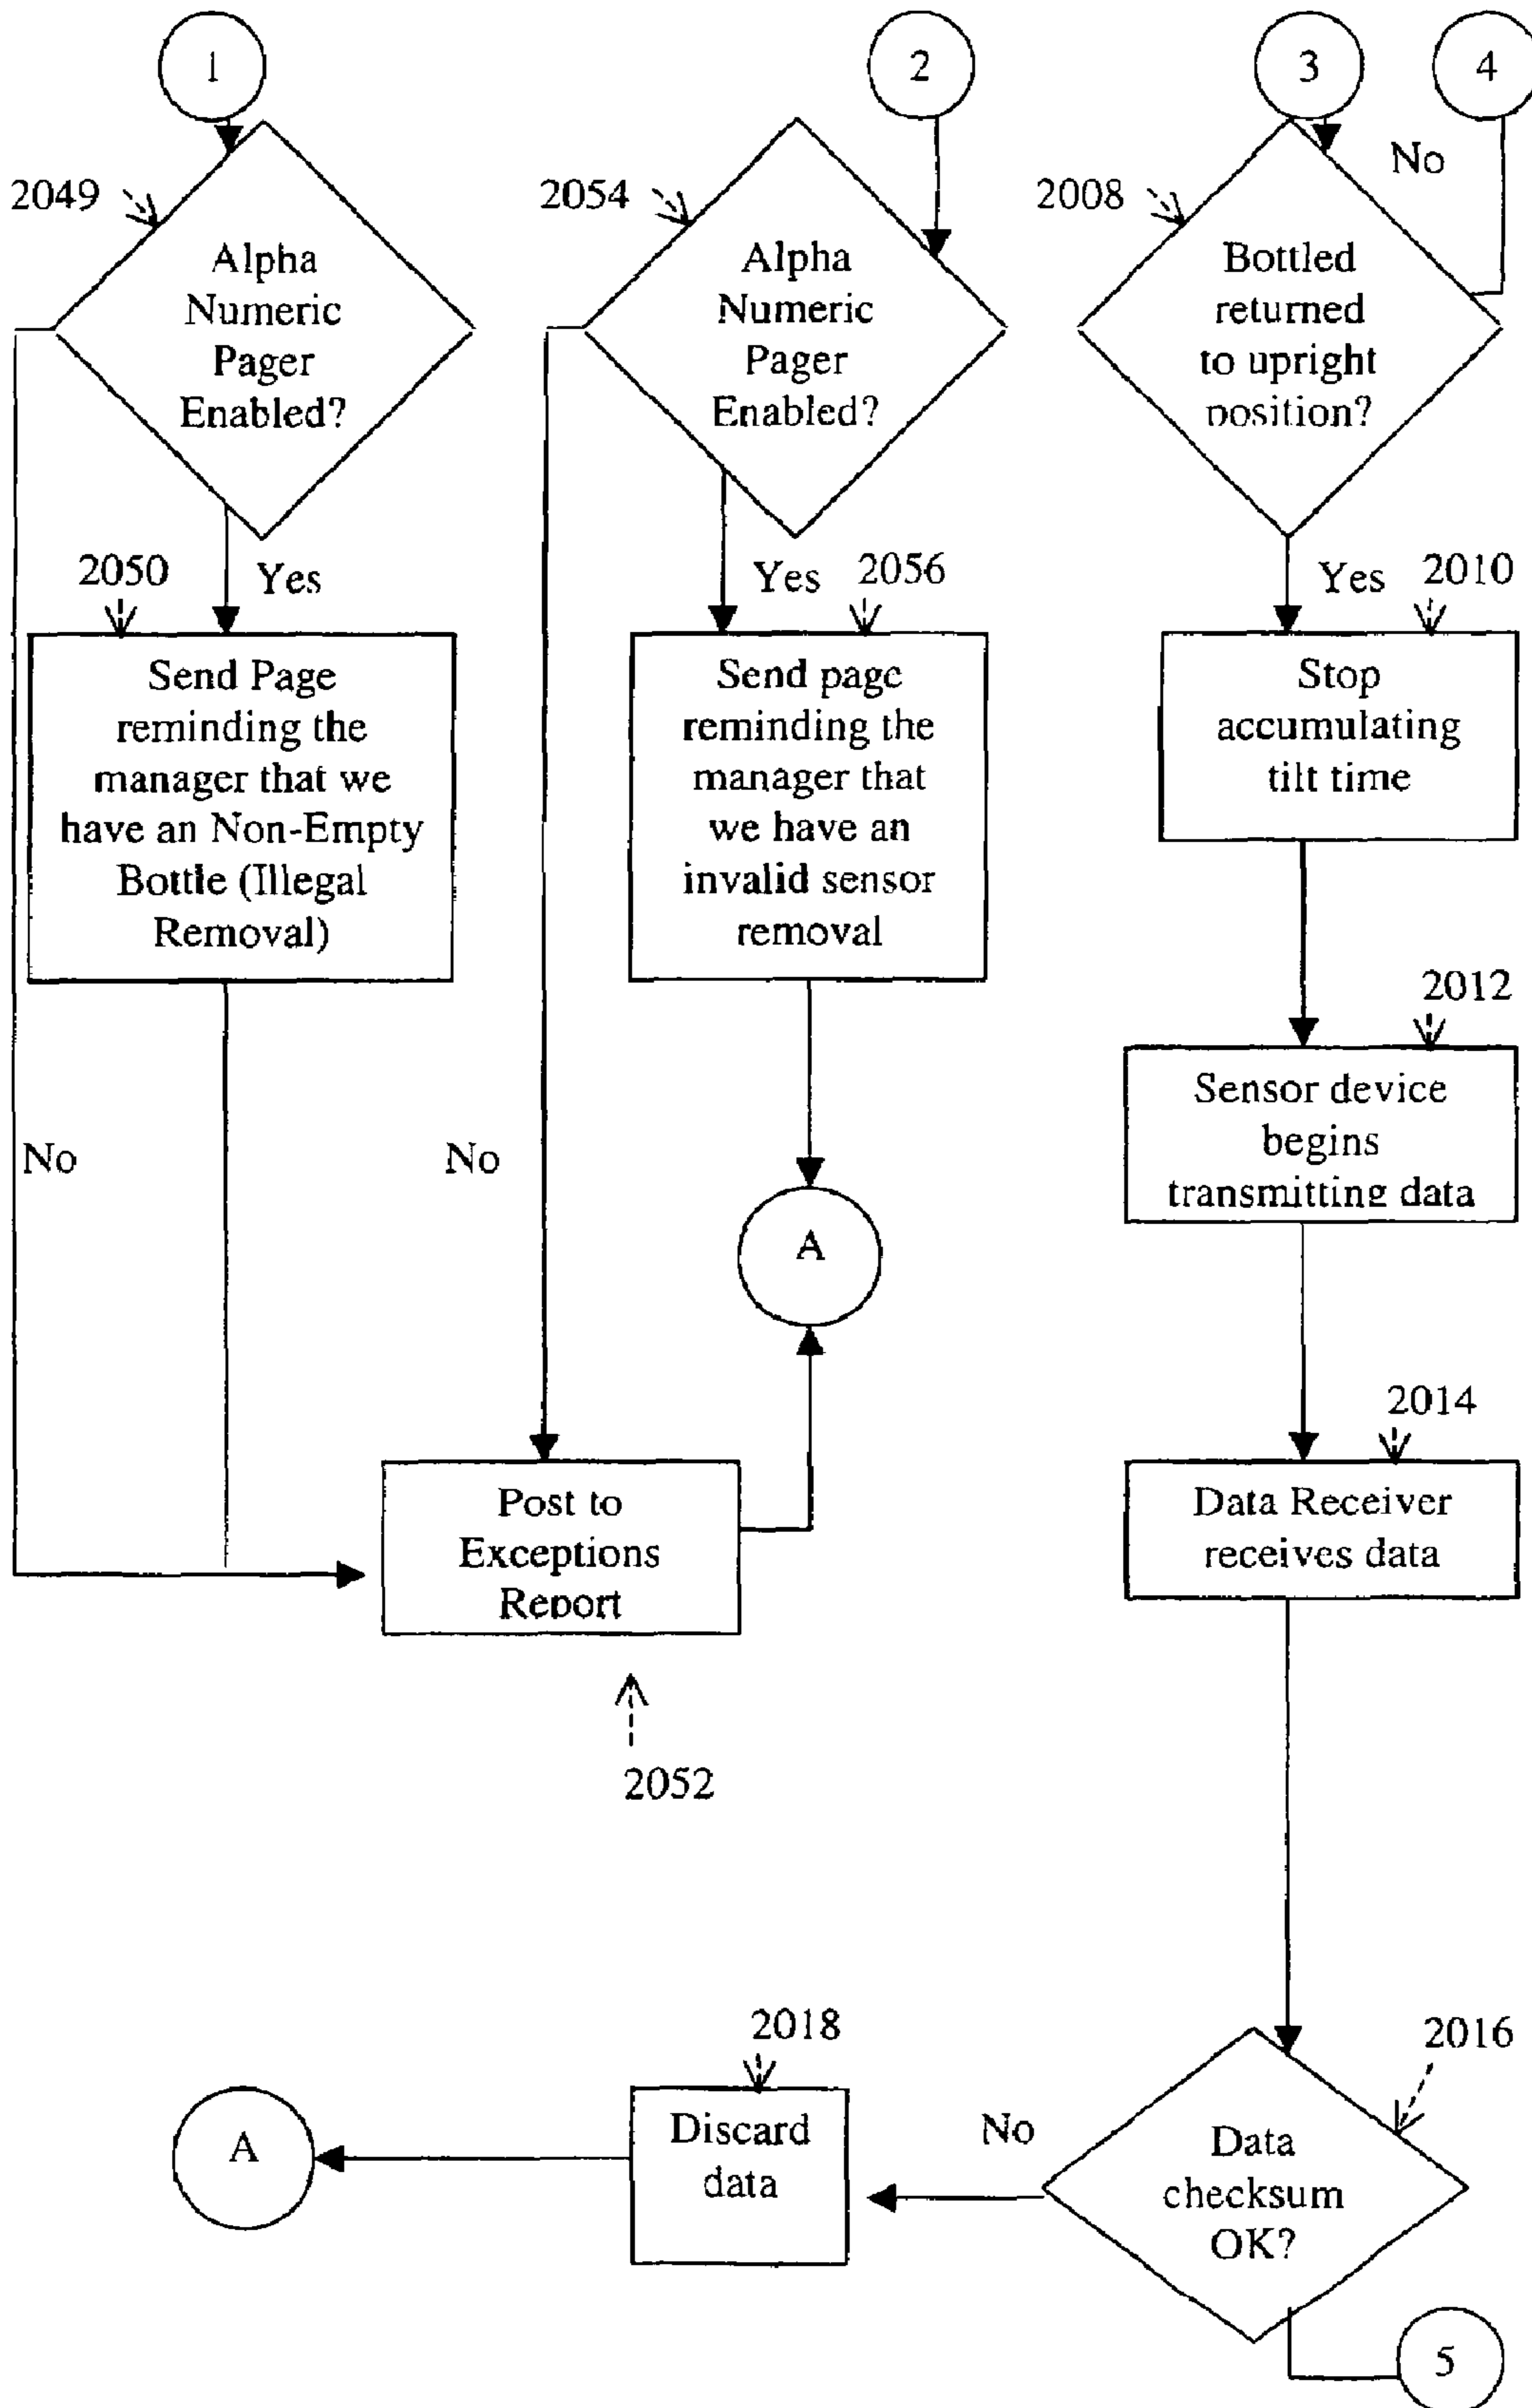 1
2
3
4
No
2049
2054
2008
Alpha
Numeric
Pager
Enabled?
Alpha
Numeric
Pager
Enabled?
Bottled
returned
to upright
position?
2050
Yes
Yes
2056
Yes
2010
Send Page
reminding the
manager that we
have an Non-Empty
Bottle (Illegal
Removal)
Send page
reminding the
manager that
we have an
invalid sensor
removal
Stop
accumulating
tilt time
2012
Sensor device
begins
transmitting data
No
No
A
2014
Data Receiver
receives data
Post to
Exceptions
Report
2052
2018
2016
A
Discard
data
No
Data
checksum
OK?
5